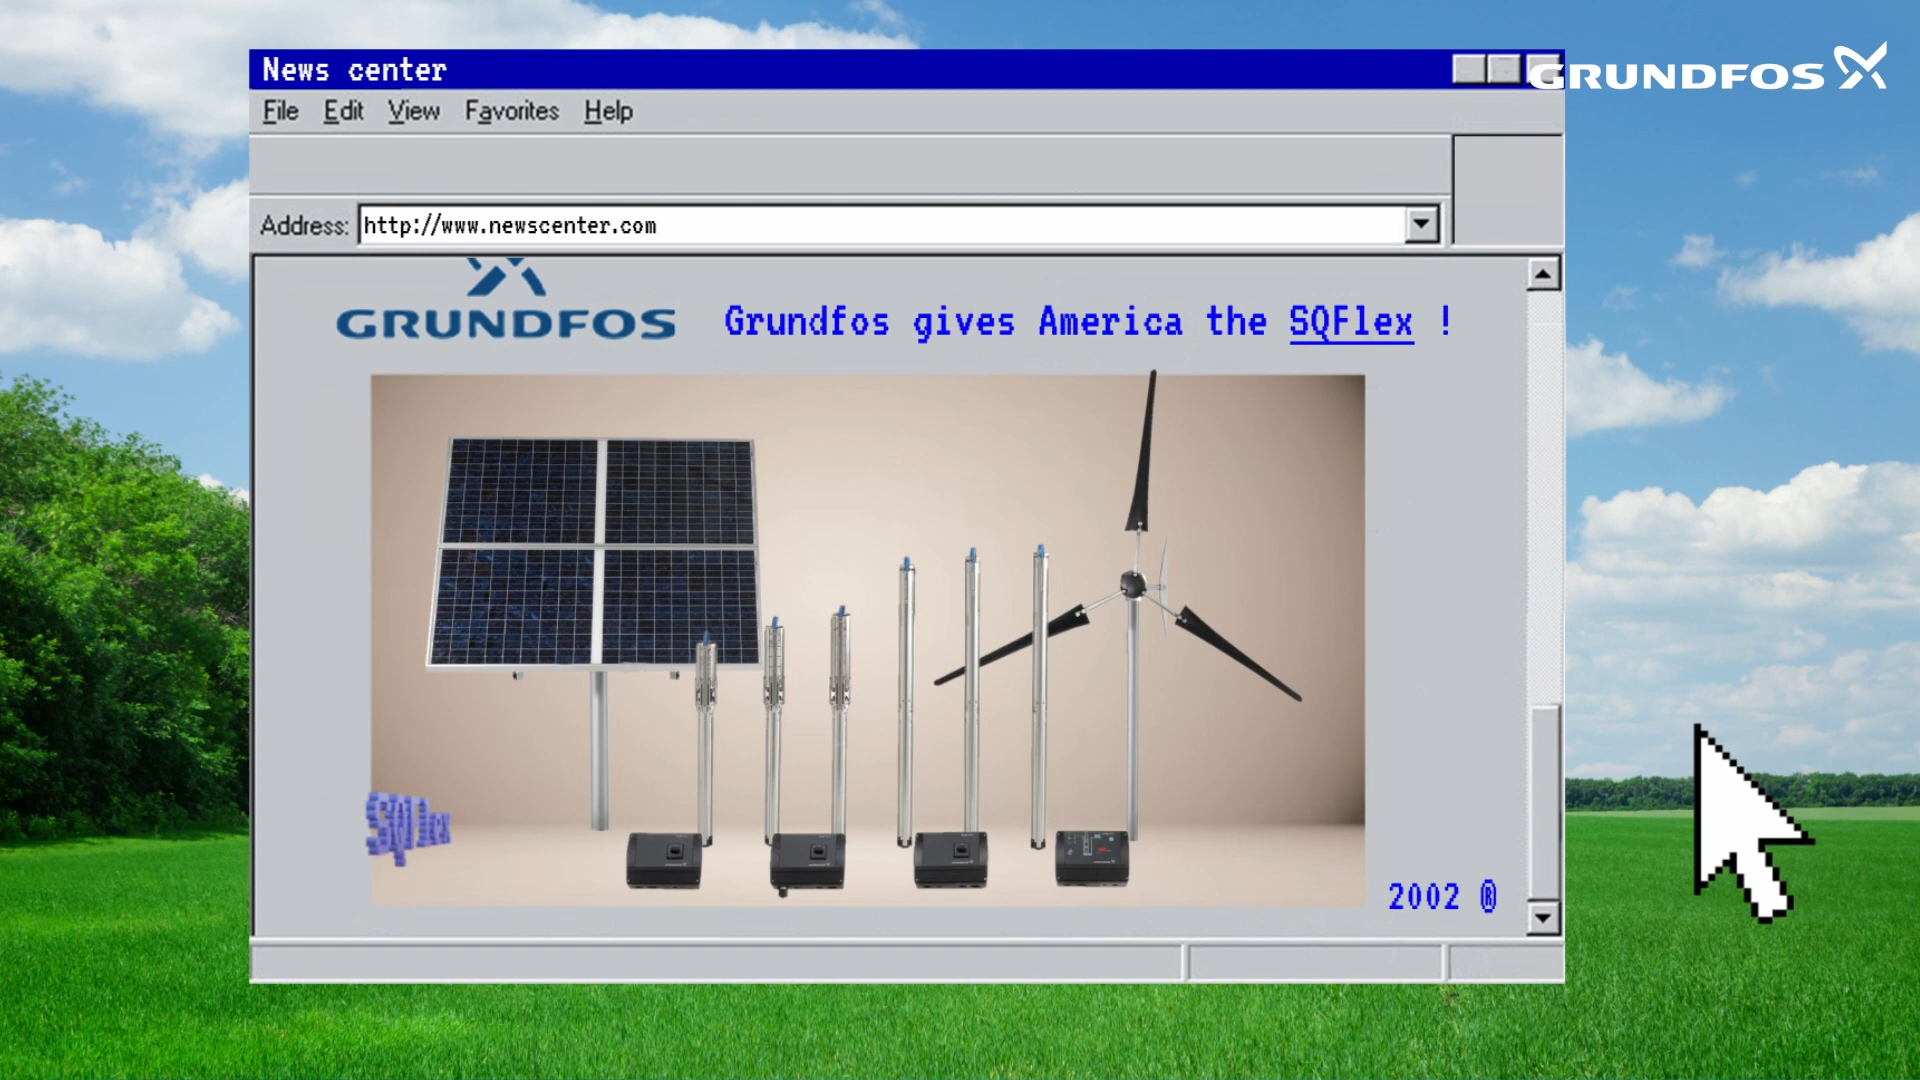 News center
GRUNDFOS
File Edit View Favorites Help
Address: http://www.newscenter.com
GRUNDFOS
Grundfos gives America the SQFlex !
SQFlex
2002 ®